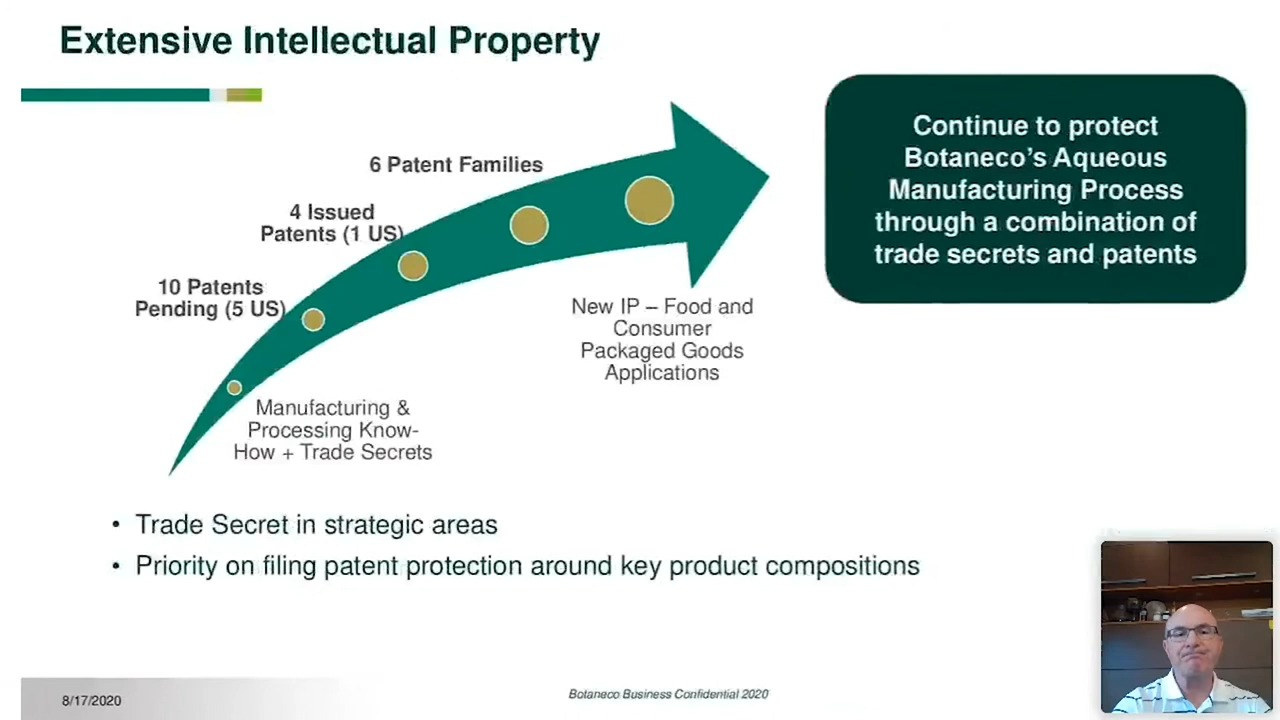 Extensive Intellectual Property
6 Patent Families
4 Issued
Patents (1 US)
10 Patents
Pending (5 US)
Manufacturing &
Processing Know-
How + Trade Secrets
New IP – Food and
Consumer
Packaged Goods
Applications
Continue to protect
Botaneco’s Aqueous
Manufacturing Process
through a combination of
trade secrets and patents
• Trade Secret in strategic areas
• Priority on filing patent protection around key product compositions
8/17/2020
Botaneco Business Confidential 2020